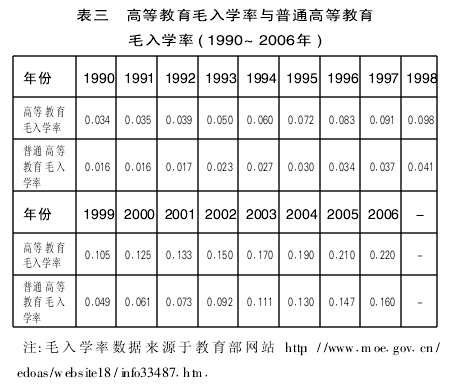 表三 高等教育毛入学率与普通高等教育
毛入学率(1990~2006年)
年份 1990 1991 1992 1993 1994 1995 1996 1997 1998
高等教育
毛入学率 0.034 0.035 0.039 0.050 0.060 0.072 0.083 0.091 0.098
普通高等
教育毛入学
率 0.016 0.016 0.017 0.023 0.027 0.030 0.034 0.037 0.041
年份 1999 2000 2001 2002 2003 2004 2005 2006 -
高等教育
毛入学率 0.105 0.125 0.133 0.150 0.170 0.190 0.210 0.220 -
普通高等
教育毛入学
率 0.049 0.061 0.073 0.092 0.111 0.130 0.147 0.160 -
注:毛入学率数据来源于教育部网站 http //www.moe.gov.cn/
edoas/website18/info33487.htm.